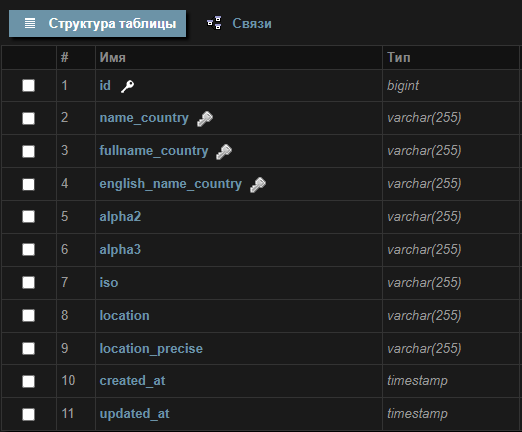 Структура таблицы Связи
# Имя Тип
1 id bigint
2 name_country varchar(255)
3 fullname_country varchar(255)
4 english_name_country varchar(255)
5 alpha2 varchar(255)
6 alpha3 varchar(255)
7 iso varchar(255)
8 location varchar(255)
9 location_precise varchar(255)
10 created_at timestamp
11 updated_at timestamp